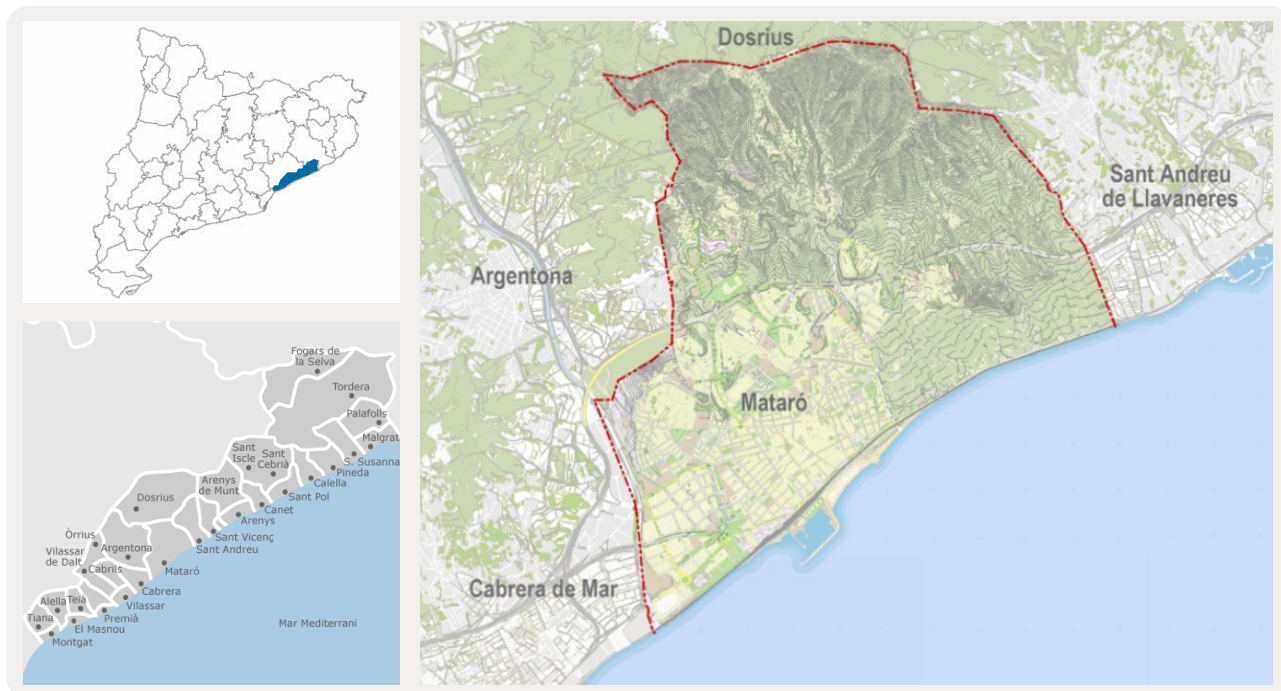 Fogars de
la Selva
Tordera
Palafolls
Malgrat
S. Susanna
Pineda
Calella
Sant Pol
Canet
Arenys
Sant Vicenç
Sant Andreu
Sant
Iscle
Sant
Cebrià
Arenys
de Munt
Dosrius
Òrrius
Vilassar
de Dalt
Argentona
Cabrils
Mataró
Cabrera
Vilassar
Premià
El Masnou
Montgat
Tiana
Alella
Teià
Mar Mediterrani
Dosrius
Sant Andreu
de Llavaneres
Argentona
Mataró
Cabrera de Mar